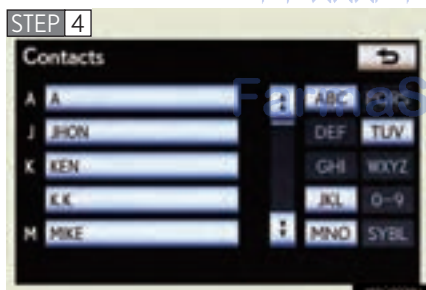 STEP 4
Contacts
A A ABC PQRS
J JHON DEF TUV
K KEN GHI WXYZ
K.K. JKL 0-9
M MIKE MNO SYBL